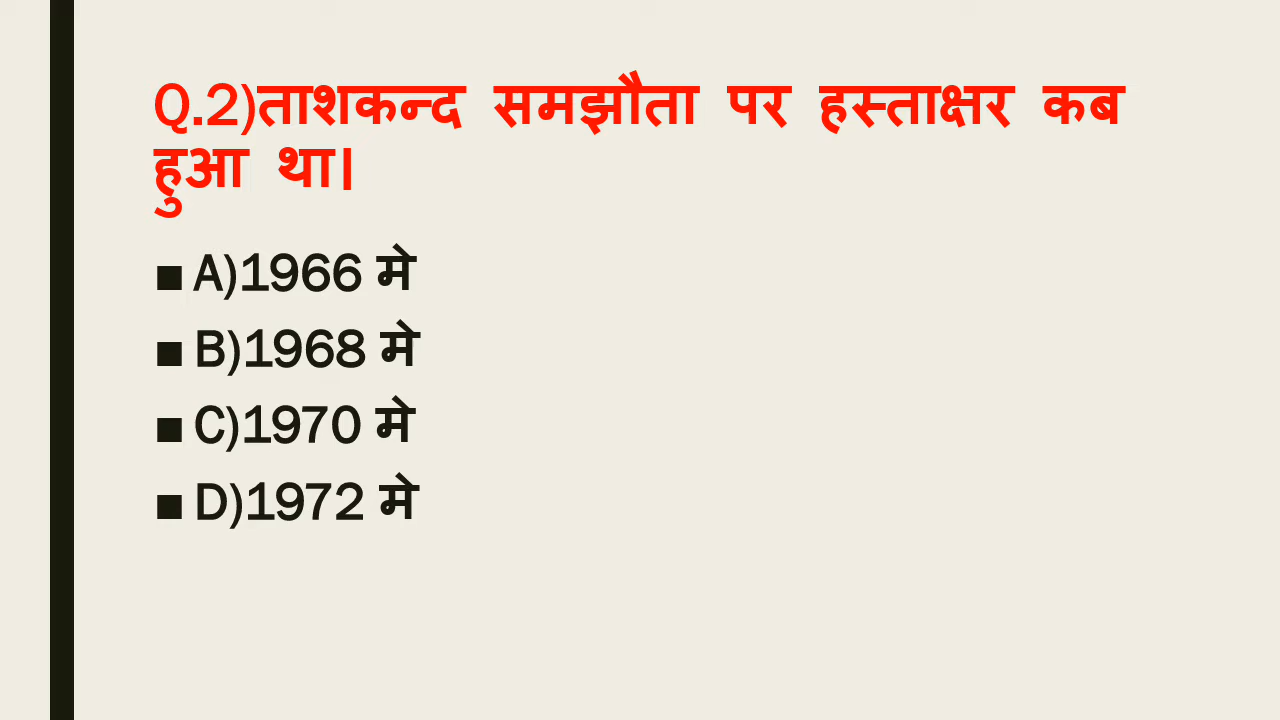 Q.2)ताशकन्द समझौता पर हस्ताक्षर कब
हुआ था।
■ A)1966 मे
■ B)1968 मे
■ C)1970 मे
■ D)1972 मे